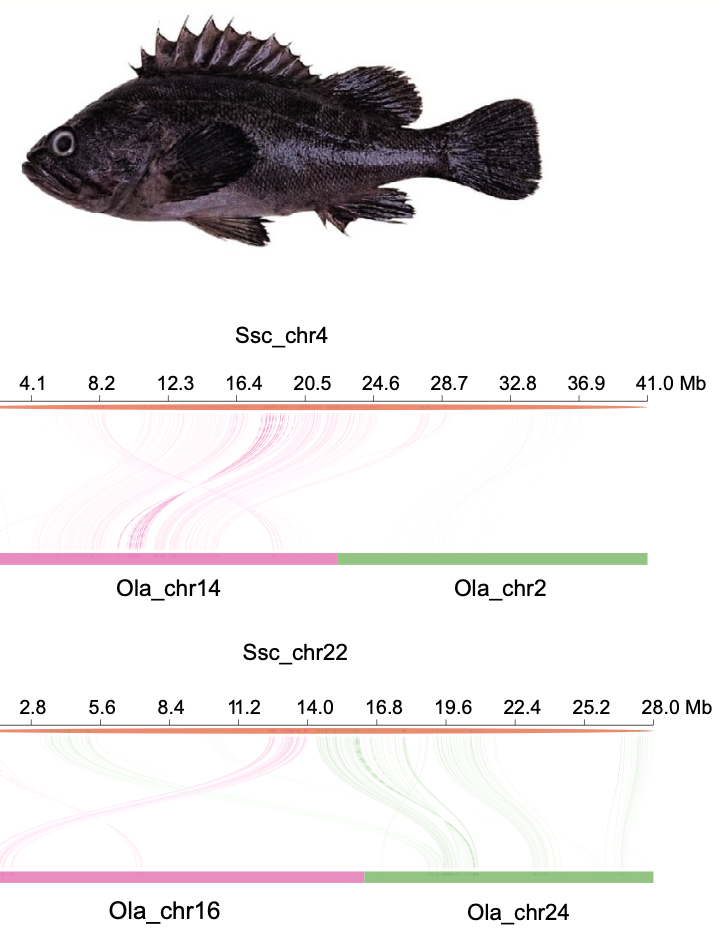 Ssc_chr4
4.1 8.2 12.3 16.4 20.5 24.6 28.7 32.8 36.9 41.0 Mb
Ola_chr14 Ola_chr2
Ssc_chr22
2.8 5.6 8.4 11.2 14.0 16.8 19.6 22.4 25.2 28.0 Mb
Ola_chr16 Ola_chr24